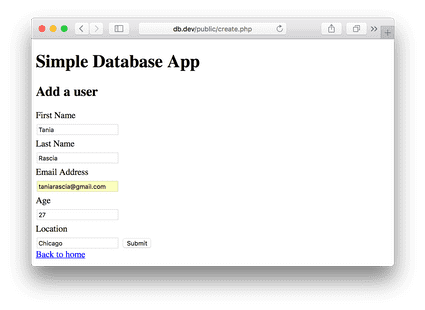 db.dev/public/create.php
Simple Database App
Add a user
First Name
Tania
Last Name
Rascia
Email Address
taniarascia@gmail.com
Age
27
Location
Chicago Submit
Back to home